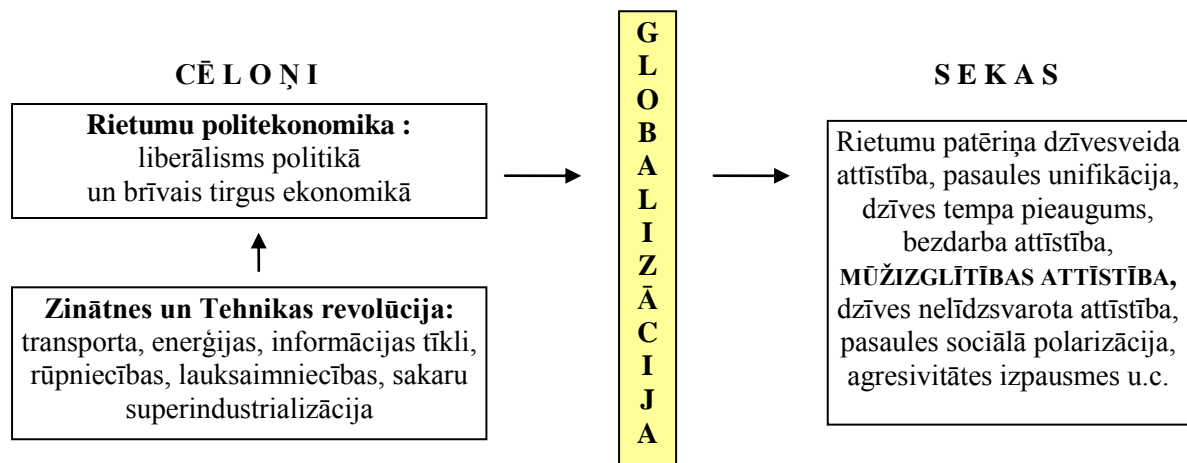 C Ē L O Ņ I
Rietumu politekonomika :
liberālisms politikā
un brīvais tirgus ekonomikā
Zinātnes un Tehnikas revolūcija:
transporta, enerģijas, informācijas tīkli,
rūpniecības, lauksaimniecības, sakaru
superindustrializācija
G
L
O
B
A
L
I
Z
Ā
C
I
J
A
S E K A S
Rietumu patēriņa dzīvesveida
attīstība, pasaules unifikācija,
dzīves tempa pieaugums,
bezdarba attīstība,
MŪŽIZGLĪTĪBAS ATTĪSTĪBA,
dzīves nelīdzsvarota attīstība,
pasaules sociālā polarizācija,
agresivitātes izpausmes u.c.